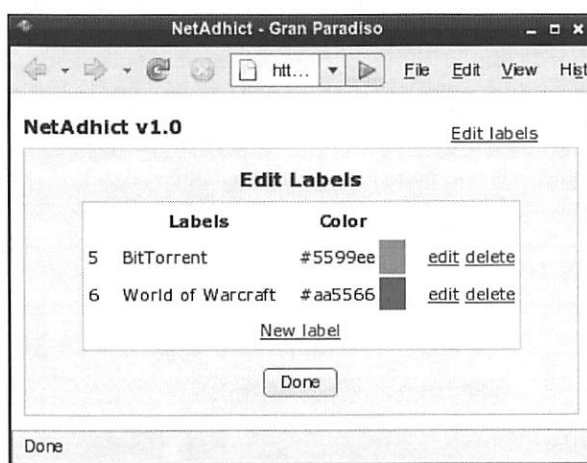 NetAdhict - Gran Paradiso
htt... File Edit View Hist
NetAdhict v1.0 Edit labels
Edit Labels
Labels Color
5 BitTorrent #5599ee edit delete
6 World of Warcraft #aa5566 edit delete
New label
Done
Done